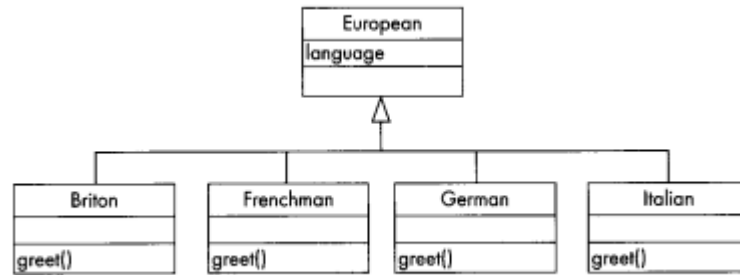 European
language
Briton
Frenchman
German
Italian
greet()
greet()
greet()
greet()